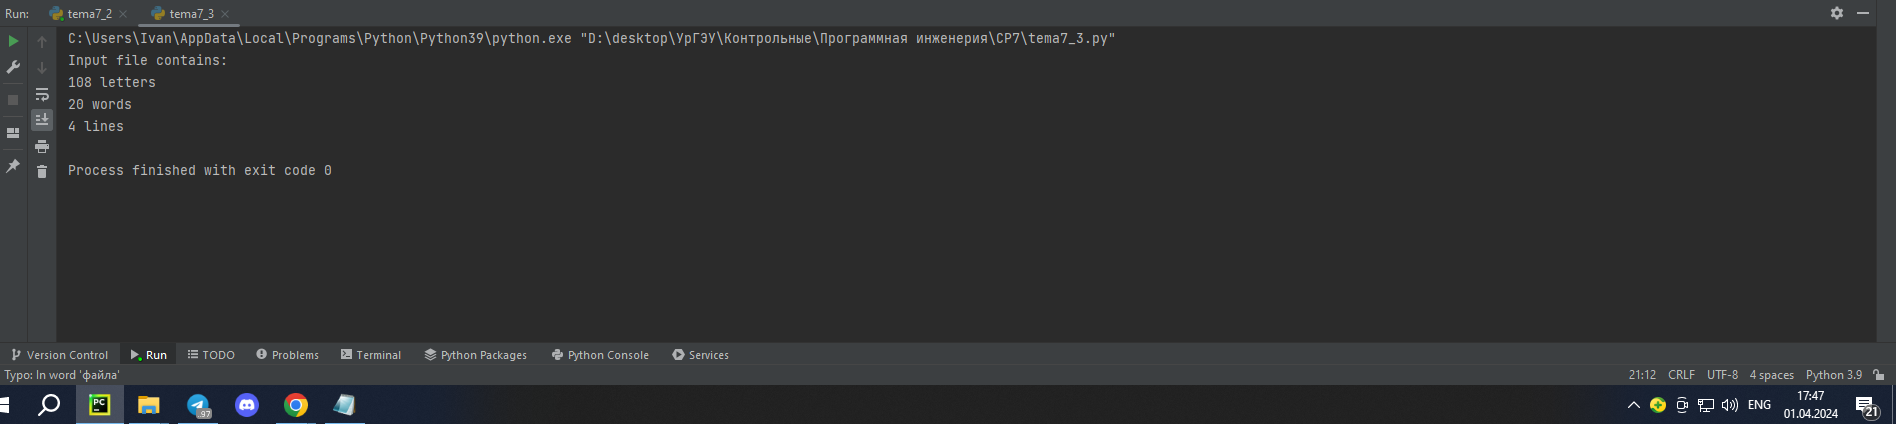 Run: tema7_2 tema7_3
C:\Users\Ivan\AppData\Local\Programs\Python\Python39\python.exe "D:\desktop\УрГЭУ\Контрольные\Программная инженерия\СР7\tema7_3.py"
Input file contains:
108 letters
20 words
4 lines
Process finished with exit code 0
Version Control Run TODO Problems Terminal Python Packages Python Console Services
Typo: In word 'файла' 21:12 CRLF UTF-8 4 spaces Python 3.9
PC 97 ENG 17:47 21
01.04.2024